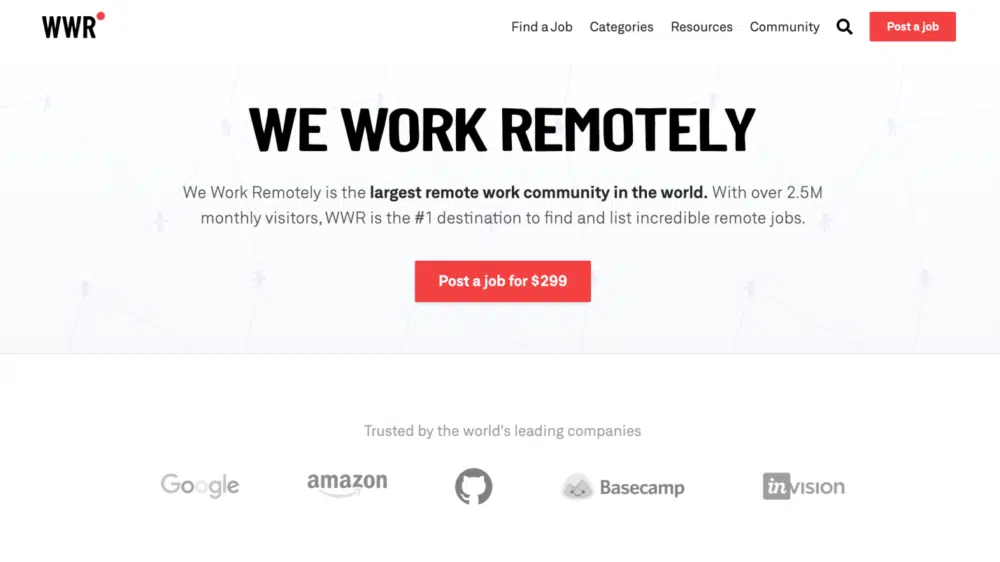 WWR
Find a Job Categories Resources Community Post a job
WE WORK REMOTELY
We Work Remotely is the largest remote work community in the world. With over 2.5M
monthly visitors, WWR is the #1 destination to find and list incredible remote jobs.
Post a job for $299
Trusted by the world's leading companies
Google amazon Basecamp inVISION